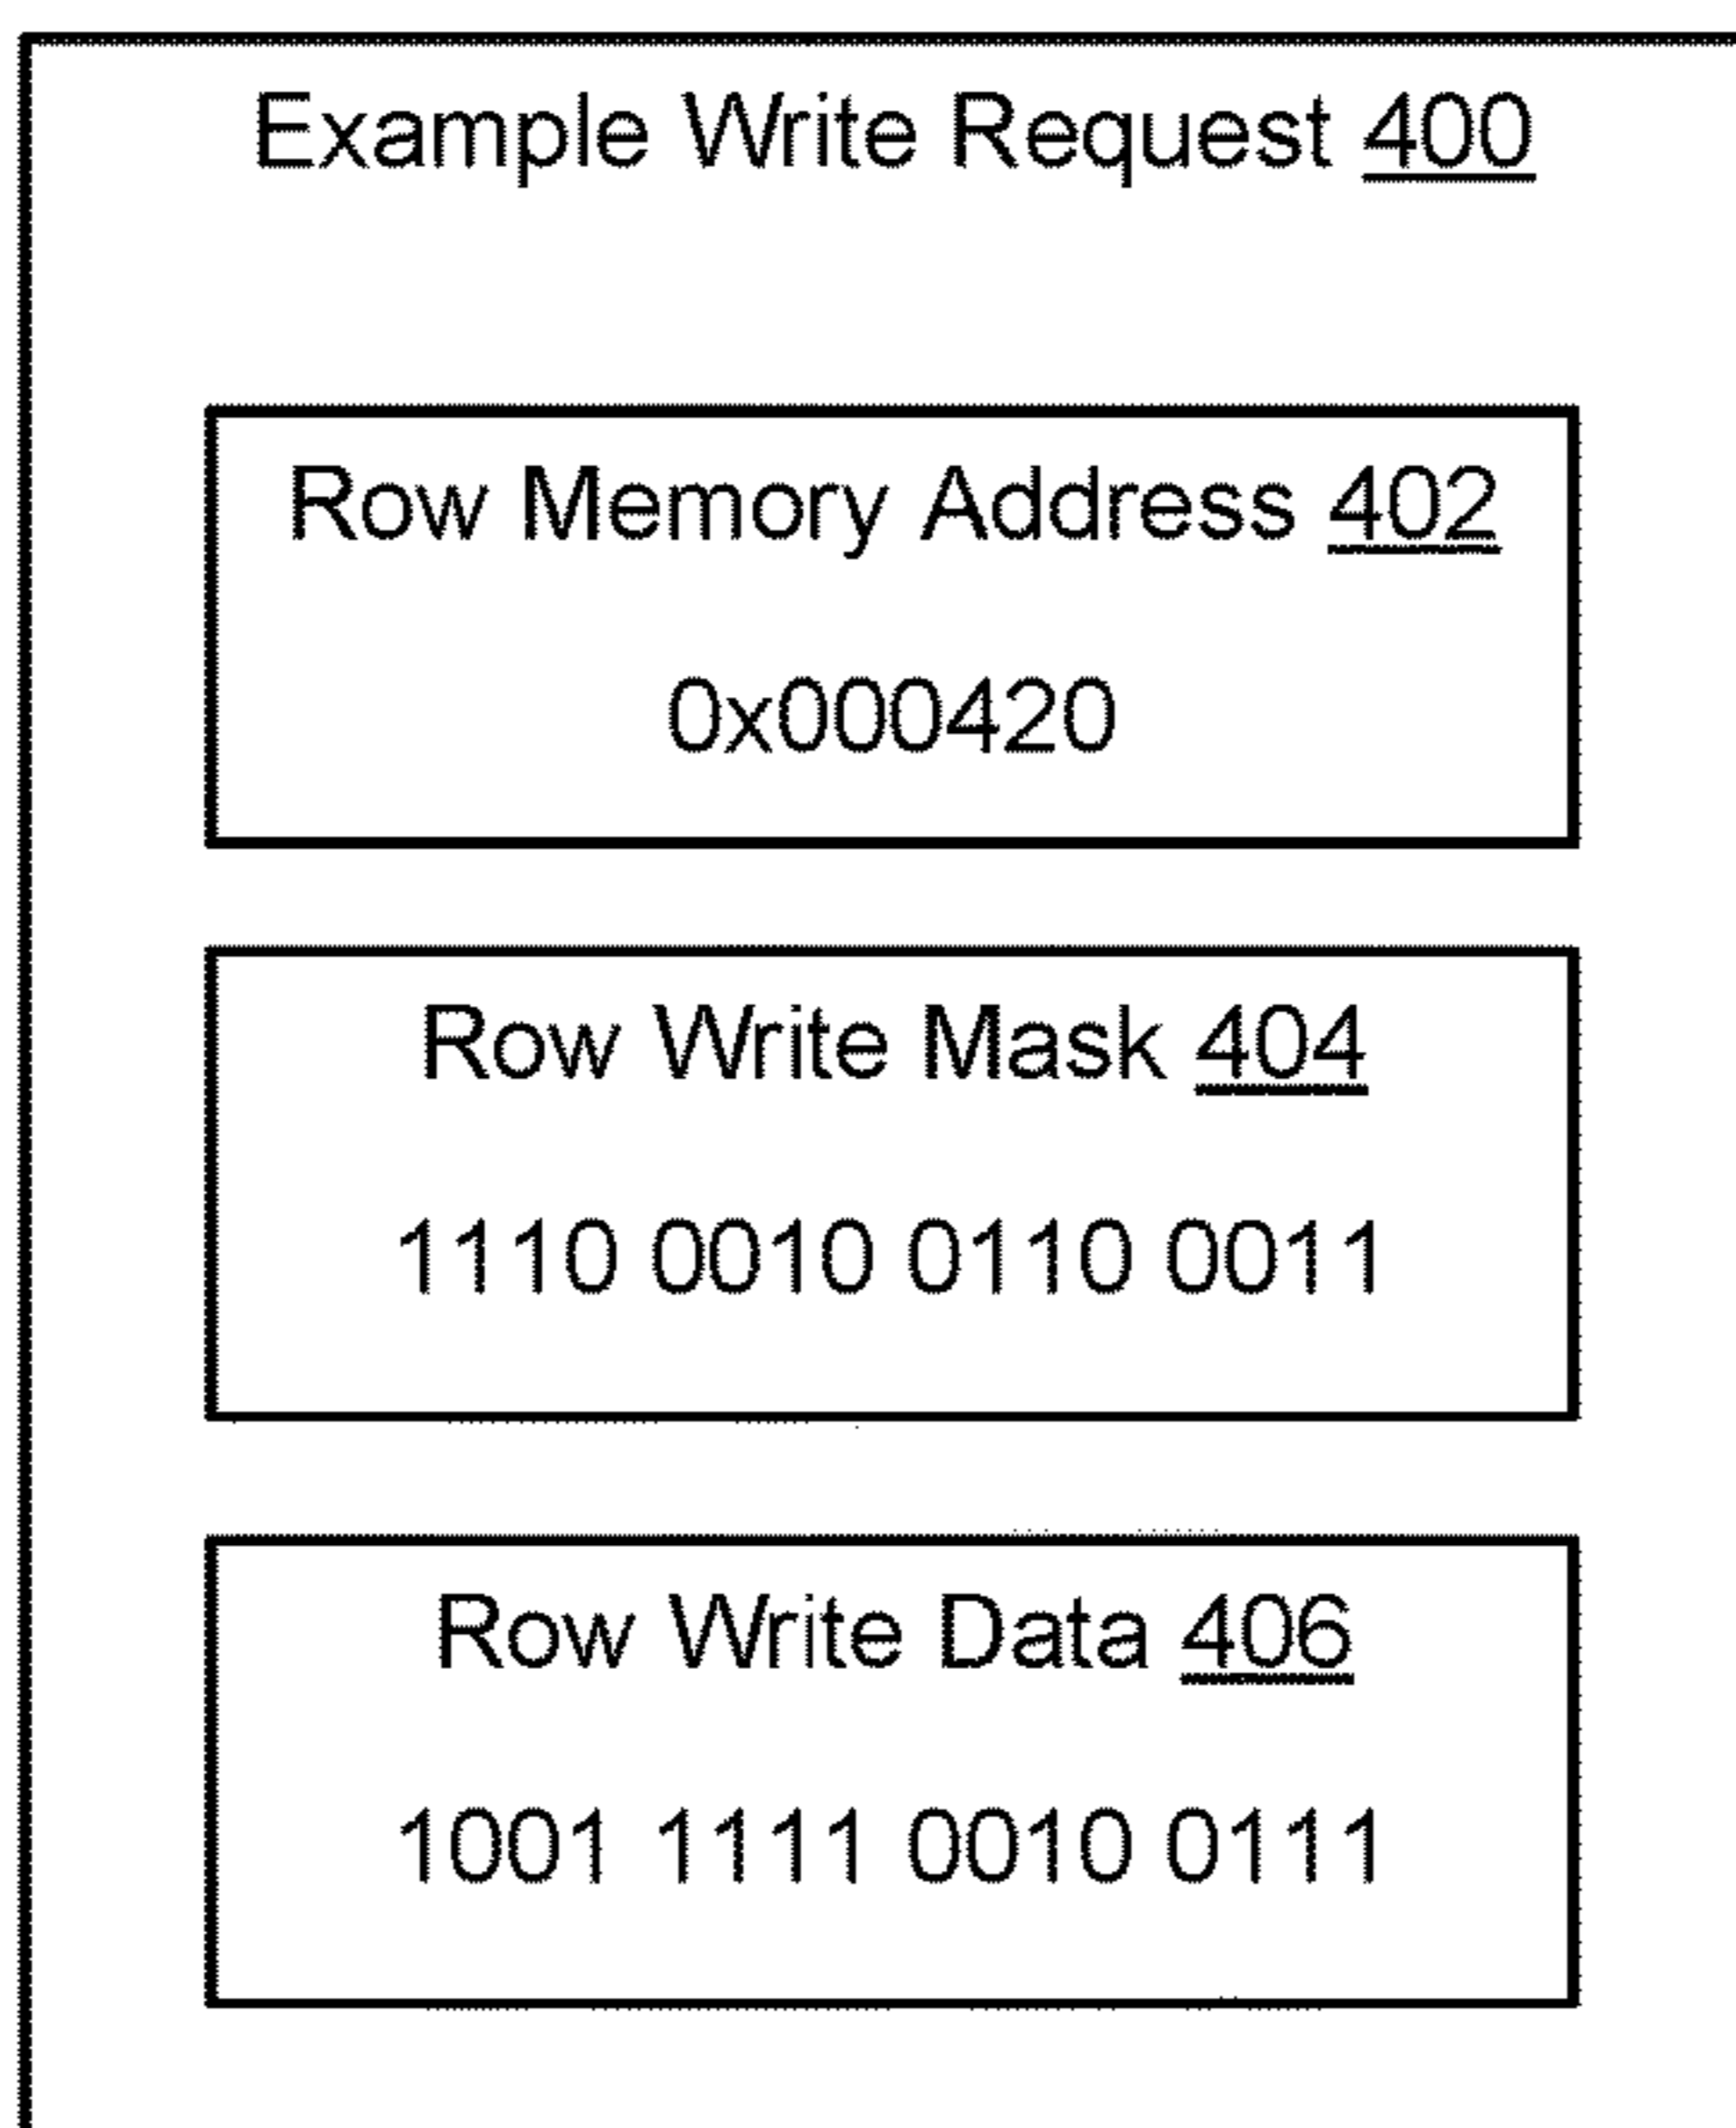 Example Write Request 400
Row Memory Address 402
0x000420
Row Write Mask 404
1110 0010 0110 0011
Row Write Data 406
1001 1111 0010 0111